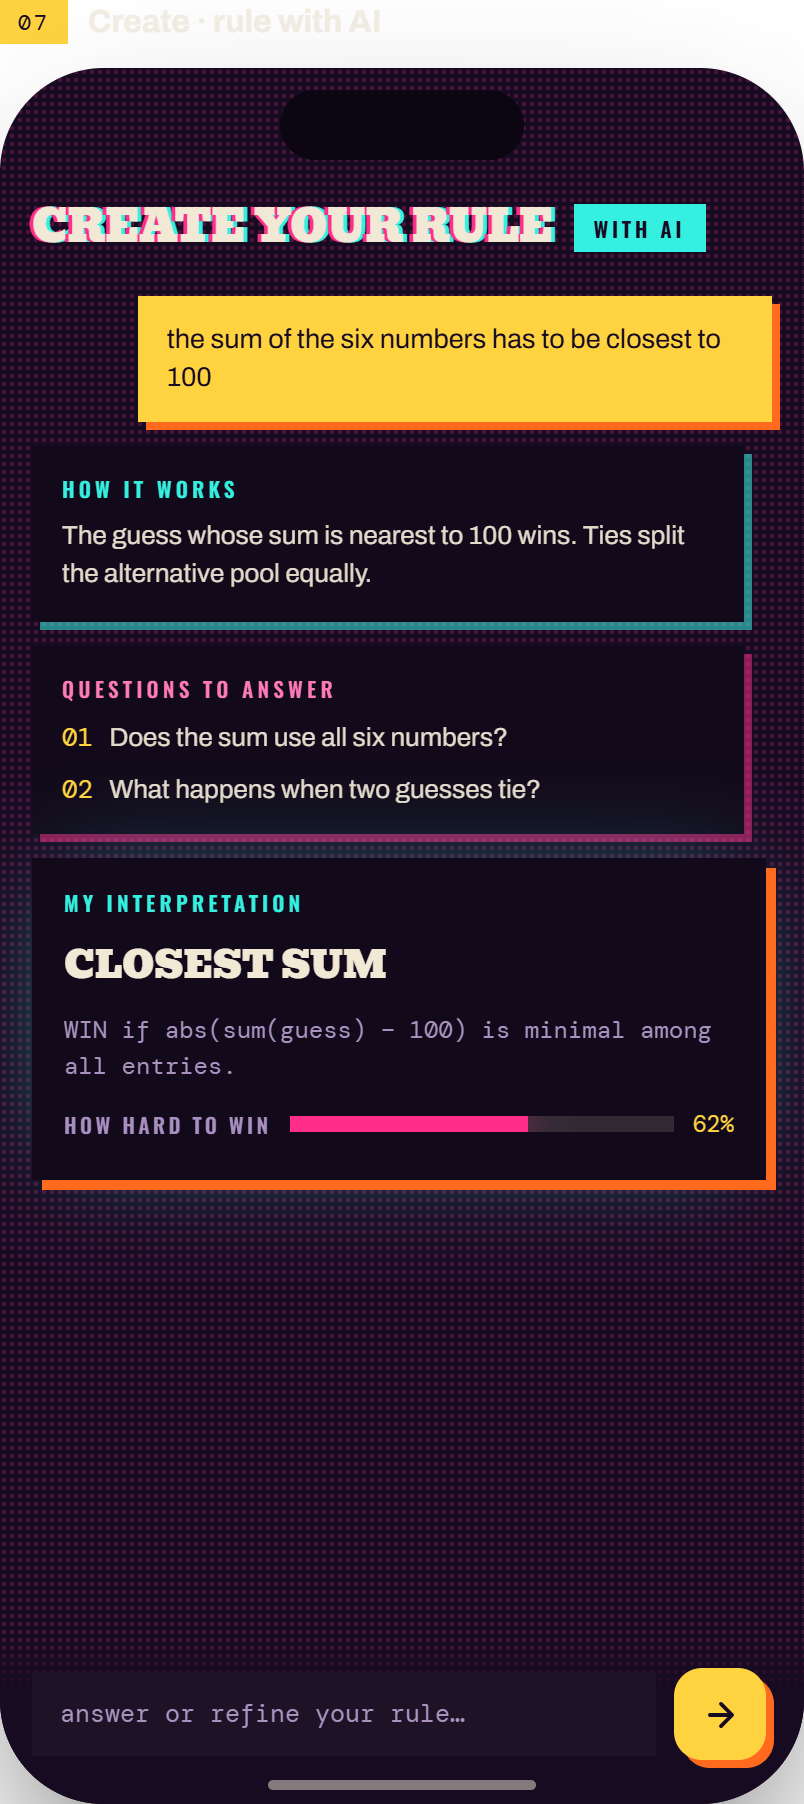 07 Create · rule with AI
CREATE YOUR RULE WITH AI
the sum of the six numbers has to be closest to
100
HOW IT WORKS
The guess whose sum is nearest to 100 wins. Ties split
the alternative pool equally.
QUESTIONS TO ANSWER
01 Does the sum use all six numbers?
02 What happens when two guesses tie?
MY INTERPRETATION
CLOSEST SUM
WIN if abs(sum(guess) − 100) is minimal among
all entries.
HOW HARD TO WIN 62%
answer or refine your rule…